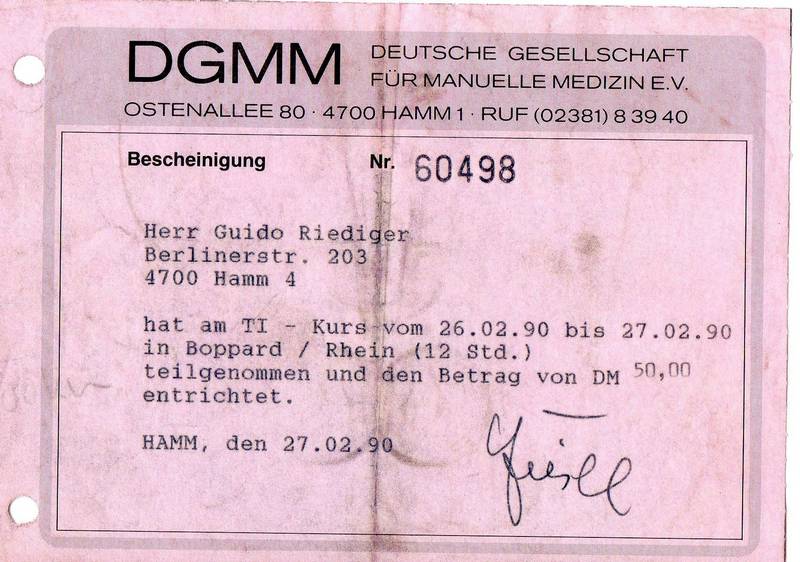 DGMM DEUTSCHE GESELLSCHAFT
FÜR MANUELLE MEDIZIN E.V.
OSTENALLEE 80 · 4700 HAMM 1 · RUF (02381) 8 39 40
Bescheinigung Nr. 60498
Herr Guido Riediger
Berlinerstr. 203
4700 Hamm 4
hat am TI - Kurs vom 26.02.90 bis 27.02.90
in Boppard / Rhein (12 Std.)
teilgenommen und den Betrag von DM 50,00
entrichtet.
HAMM, den 27.02.90